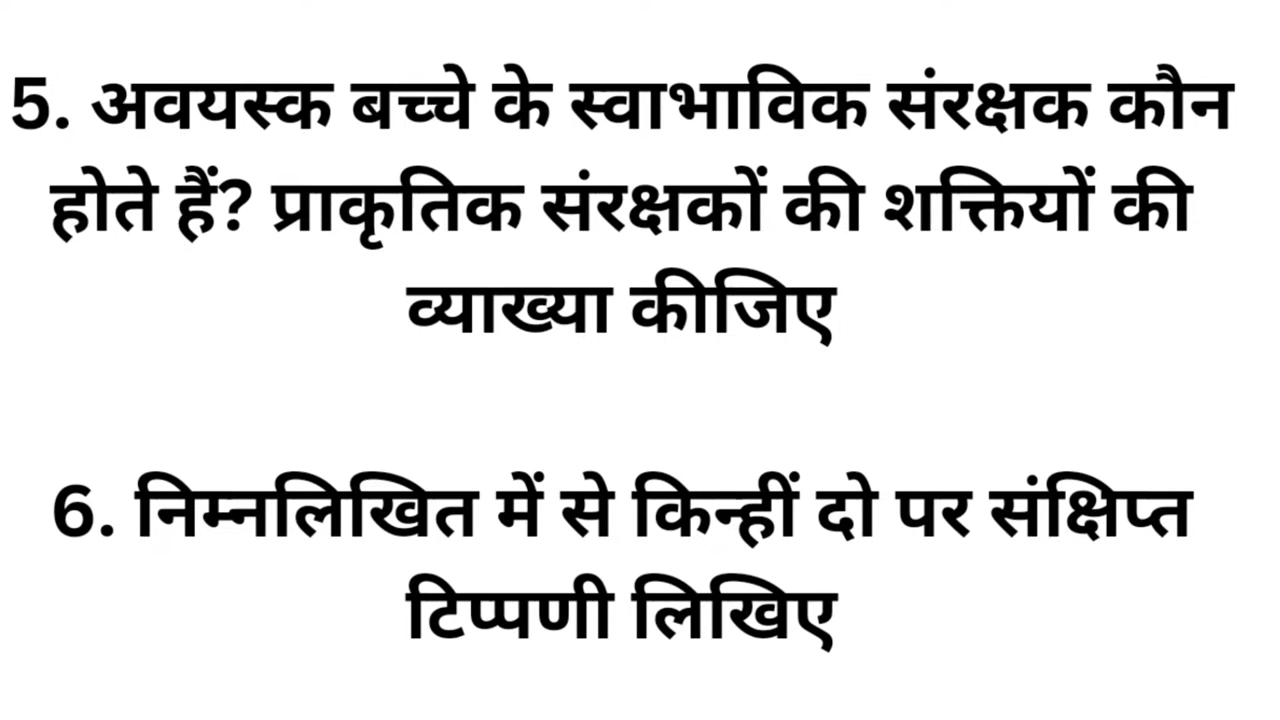 5. अवयस्क बच्चे के स्वाभाविक संरक्षक कौन
होते हैं? प्राकृतिक संरक्षकों की शक्तियों की
व्याख्या कीजिए
6. निम्नलिखित में से किन्हीं दो पर संक्षिप्त
टिप्पणी लिखिए